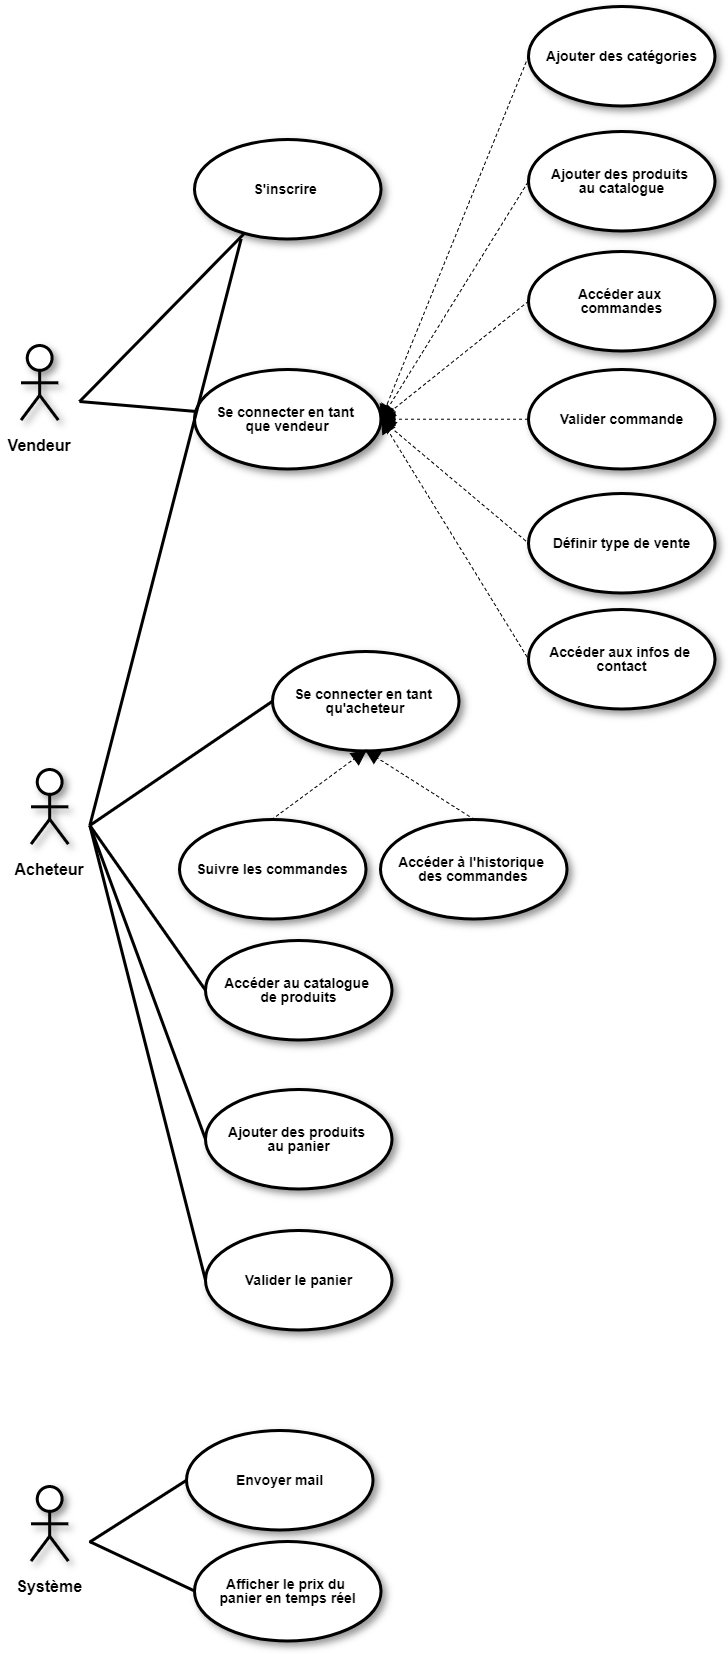 Ajouter des catégories
Ajouter des produits
au catalogue
S'inscrire
Accéder aux
commandes
Vendeur
Se connecter en tant
que vendeur
Valider commande
Définir type de vente
Accéder aux infos de
contact
Se connecter en tant
qu'acheteur
Acheteur
Suivre les commandes
Accéder à l'historique
des commandes
Accéder au catalogue
de produits
Ajouter des produits
au panier
Valider le panier
Envoyer mail
Système
Afficher le prix du
panier en temps réel